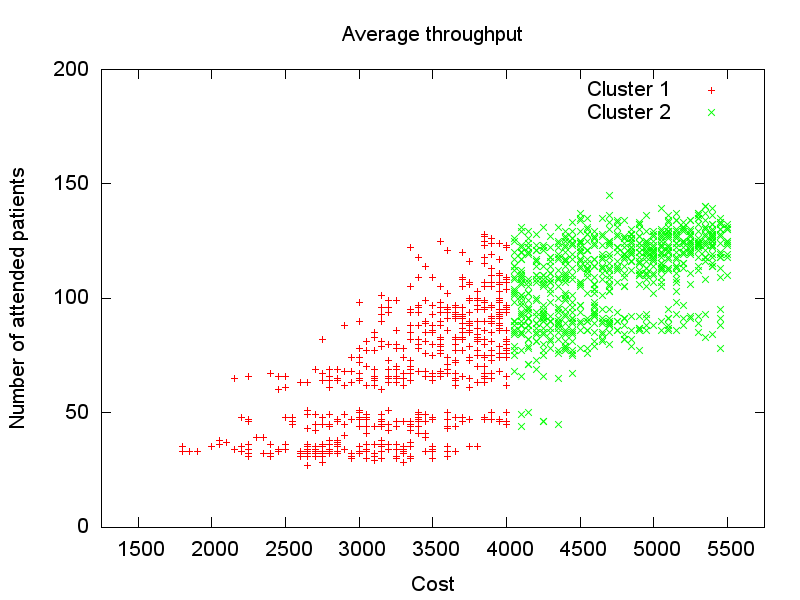 Average throughput
Cluster 1
Cluster 2
200
150
100
50
0
Number of attended patients
1500 2000 2500 3000 3500 4000 4500 5000 5500
Cost